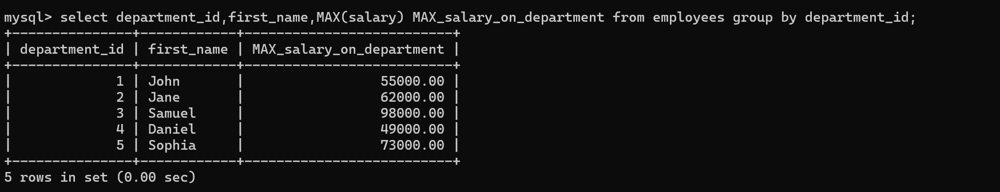 mysql> select department_id,first_name,MAX(salary) MAX_salary_on_department from employees group by department_id;
+---------------+------------+--------------------------+
| department_id | first_name | MAX_salary_on_department |
+---------------+------------+--------------------------+
|             1 | John       |                 55000.00 |
|             2 | Jane       |                 62000.00 |
|             3 | Samuel     |                 98000.00 |
|             4 | Daniel     |                 49000.00 |
|             5 | Sophia     |                 73000.00 |
+---------------+------------+--------------------------+
5 rows in set (0.00 sec)